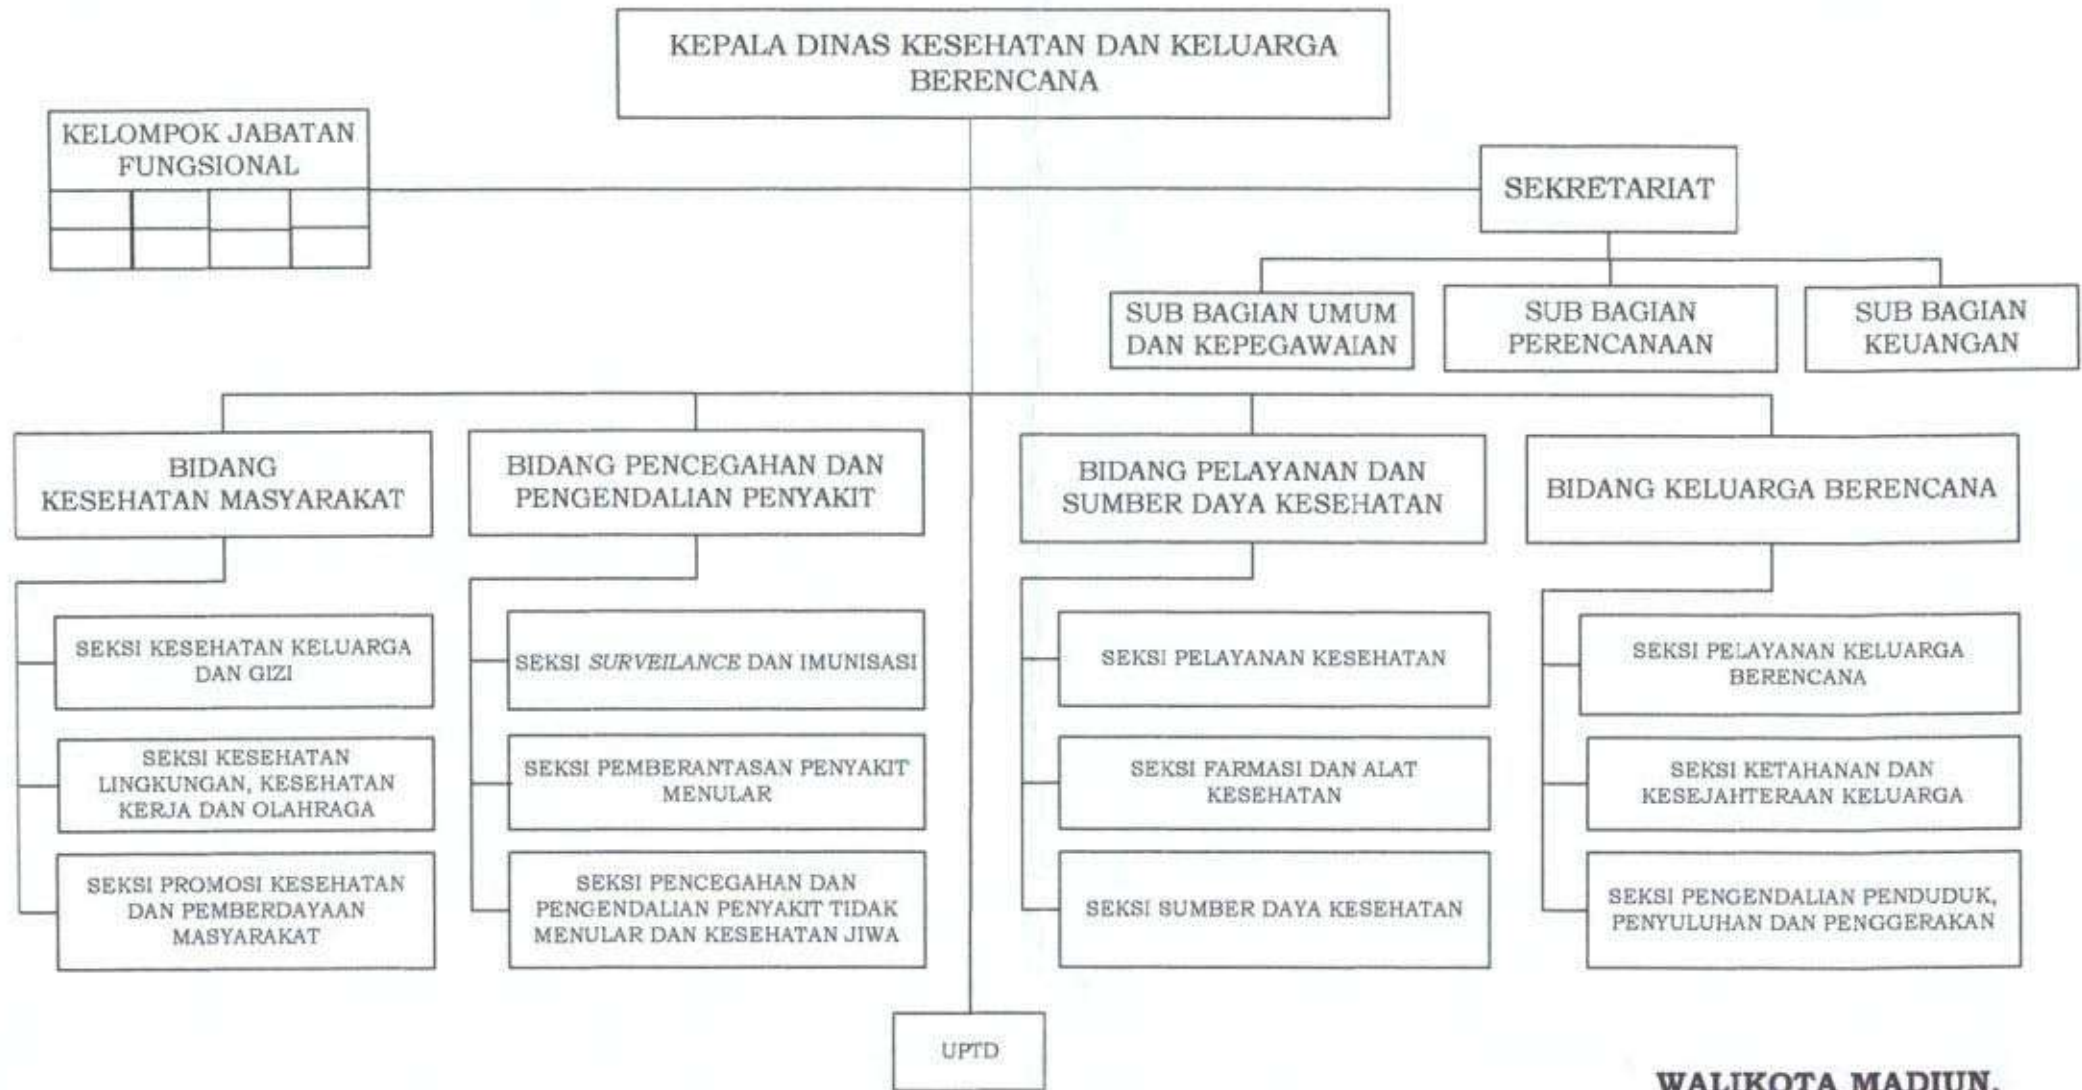 KEPALA DINAS KESEHATAN DAN KELUARGA
BERENCANA
KELOMPOK JABATAN
FUNGSIONAL
SEKRETARIAT
SUB BAGIAN UMUM
DAN KEPEGAWAIAN
SUB BAGIAN
PERENCANAAN
SUB BAGIAN
KEUANGAN
BIDANG
KESEHATAN MASYARAKAT
BIDANG PENCEGAHAN DAN
PENGENDALIAN PENYAKIT
BIDANG PELAYANAN DAN
SUMBER DAYA KESEHATAN
BIDANG KELUARGA BERENCANA
SEKSI KESEHATAN KELUARGA
DAN GIZI
SEKSI SURVEILANCE DAN IMUNISASI
SEKSI PELAYANAN KESEHATAN
SEKSI PELAYANAN KELUARGA
BERENCANA
SEKSI KESEHATAN
LINGKUNGAN, KESEHATAN
KERJA DAN OLAHRAGA
SEKSI PEMBERANTASAN PENYAKIT
MENULAR
SEKSI FARMASI DAN ALAT
KESEHATAN
SEKSI KETAHANAN DAN
KESEJAHTERAAN KELUARGA
SEKSI PROMOSI KESEHATAN
DAN PEMBERDAYAAN
MASYARAKAT
SEKSI PENCEGAHAN DAN
PENGENDALIAN PENYAKIT TIDAK
MENULAR DAN KESEHATAN JIWA
SEKSI SUMBER DAYA KESEHATAN
SEKSI PENGENDALIAN PENDUDUK,
PENYULUHAN DAN PENGGERAKAN
UPTD
WALIKOTA MADIUN,